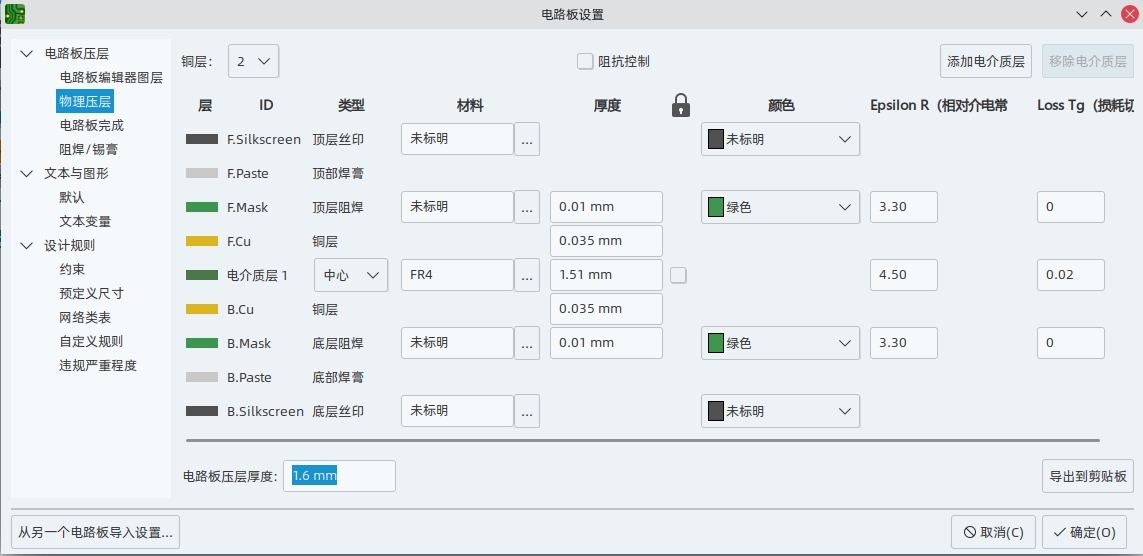 电路板设置
电路板压层
电路板编辑器图层
物理压层
电路板完成
阻焊/锡膏
文本与图形
默认
文本变量
设计规则
约束
预定义尺寸
网络类表
自定义规则
违规严重程度
铜层： 2 阻抗控制 添加电介质层 移除电介质层
层 ID 类型 材料 厚度 颜色 Epsilon R（相对介电常 Loss Tg（损耗切
F.Silkscreen 顶层丝印 未标明 ... 未标明
F.Paste 顶部焊膏
F.Mask 顶层阻焊 未标明 ... 0.01 mm 绿色 3.30 0
F.Cu 铜层 0.035 mm
电介质层 1 中心 FR4 ... 1.51 mm 4.50 0.02
B.Cu 铜层 0.035 mm
B.Mask 底层阻焊 未标明 ... 0.01 mm 绿色 3.30 0
B.Paste 底部焊膏
B.Silkscreen 底层丝印 未标明 ... 未标明
电路板压层厚度： 1.6 mm 导出到剪贴板
从另一个电路板导入设置... 取消(C) 确定(O)